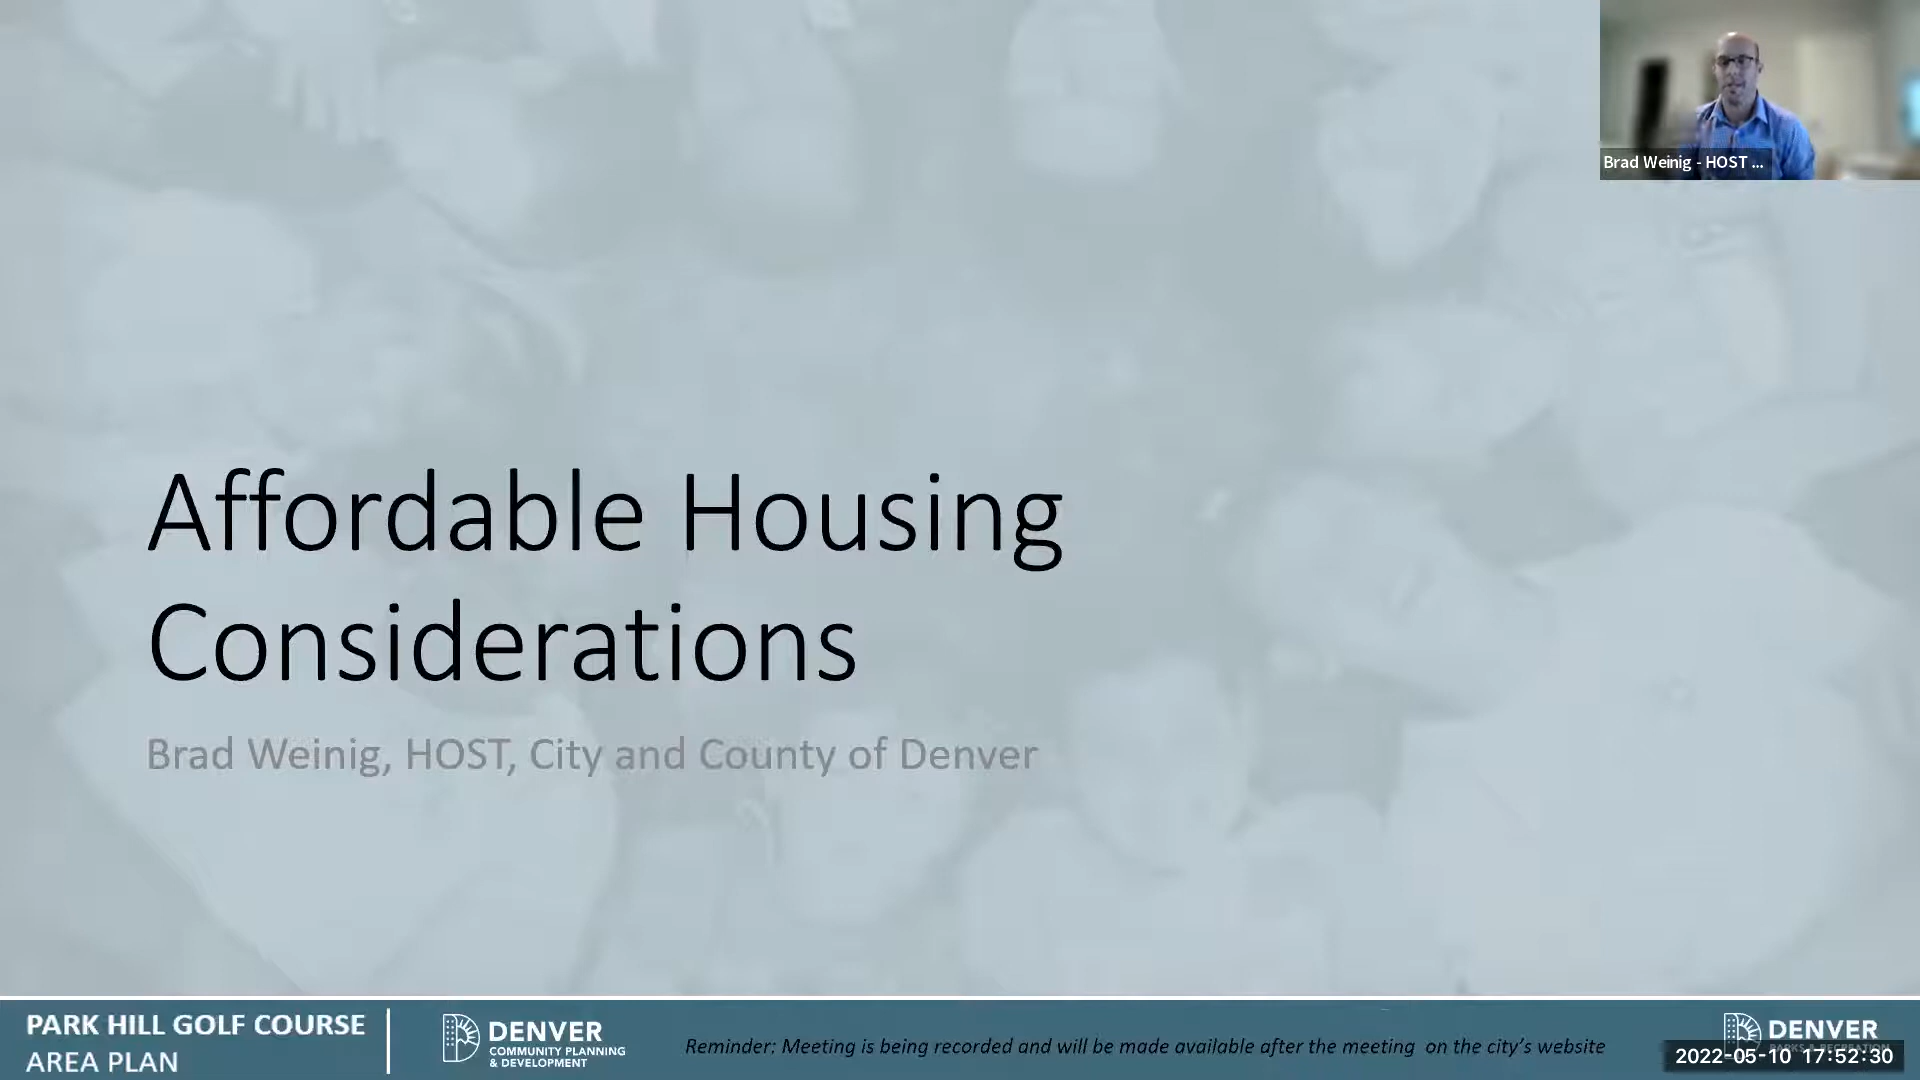 Brad Weinig - HOST ...
Affordable Housing
Considerations
Brad Weinig, HOST, City and County of Denver
PARK HILL GOLF COURSE
AREA PLAN
DENVER
COMMUNITY PLANNING
& DEVELOPMENT
Reminder: Meeting is being recorded and will be made available after the meeting on the city's website
DENVER
PARKS & RECREATION
2022-05-10 17:52:30